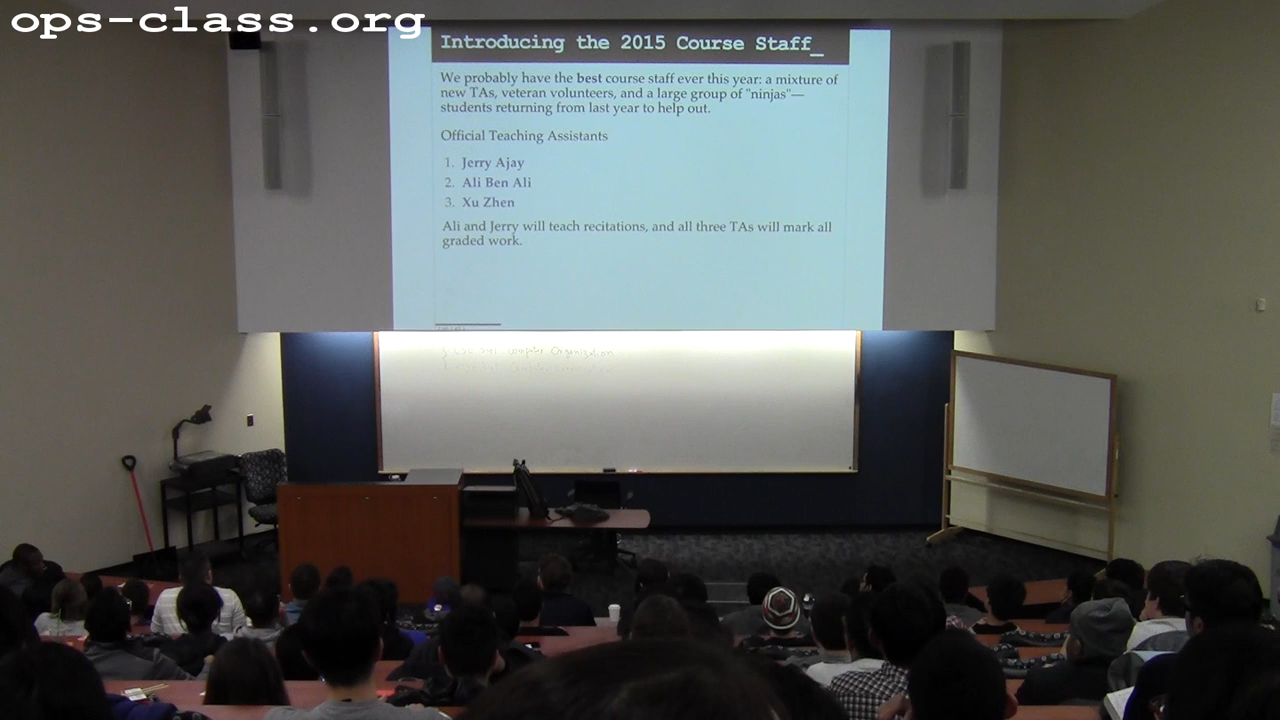 ops-class.org
Introducing the 2015 Course Staff_
We probably have the best course staff ever this year: a mixture of
new TAs, veteran volunteers, and a large group of "ninjas"—
students returning from last year to help out.
Official Teaching Assistants
1. Jerry Ajay
2. Ali Ben Ali
3. Xu Zhen
Ali and Jerry will teach recitations, and all three TAs will mark all
graded work.
Computer Organization